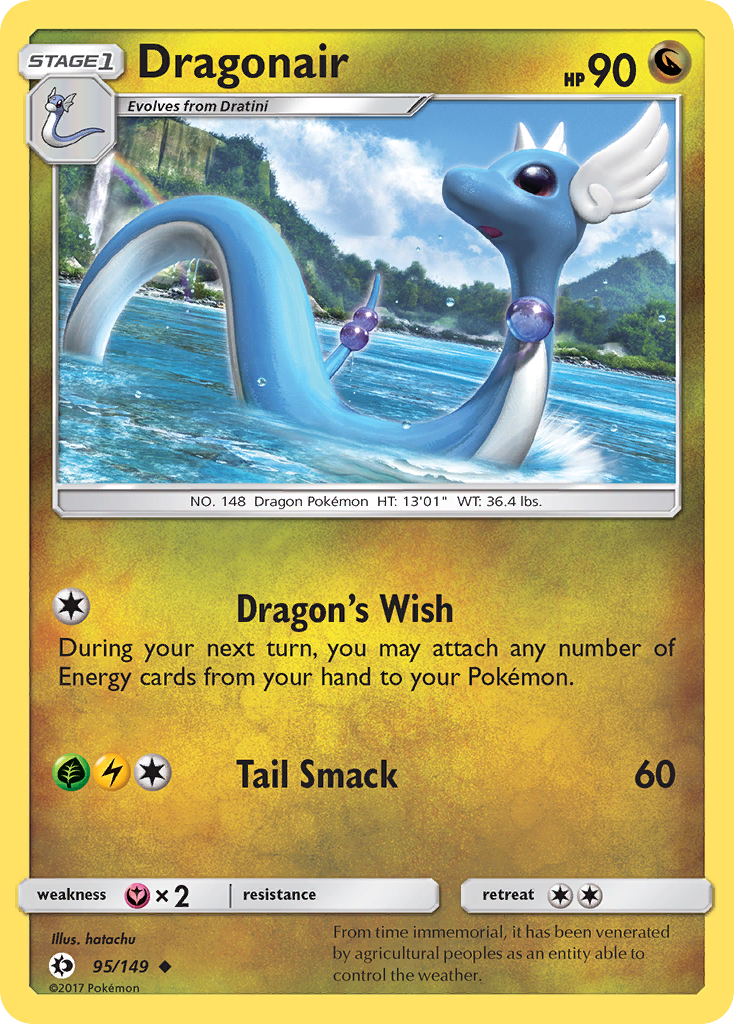 STAGE1
Dragonair
HP 90
Evolves from Dratini
NO. 148 Dragon Pokémon HT: 13'01" WT: 36.4 lbs.
Dragon's Wish
During your next turn, you may attach any number of
Energy cards from your hand to your Pokémon.
Tail Smack 60
weakness × 2 resistance retreat
Illus. hatachu
95/149
©2017 Pokémon
From time immemorial, it has been venerated
by agricultural peoples as an entity able to
control the weather.